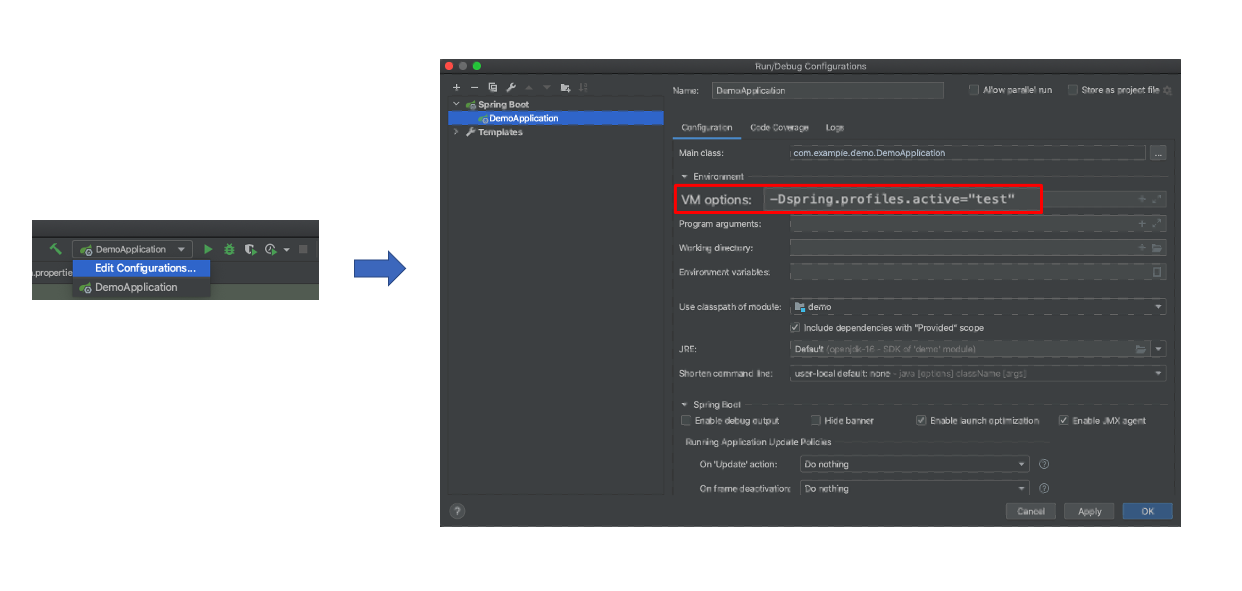 DemoApplication
.properties
Edit Configurations...
DemoApplication
Run/Debug Configurations
Spring Boot
DemoApplication
Templates
Name: DemoApplication
Allow parallel run
Store as project file
Configuration Code Coverage Logs
Main class: com.example.demo.DemoApplication ...
Environment
VM options: -Dspring.profiles.active="test"
Program arguments:
Working directory:
Environment variables:
Use classpath of module: demo
Include dependencies with "Provided" scope
JRE: Default (openjdk-16 - SDK of 'demo' module)
Shorten command line: user-local default: none - java [options] className [args]
Spring Boot
Enable debug output Hide banner Enable launch optimization Enable JMX agent
Running Application Update Policies
On 'Update' action: Do nothing ?
On frame deactivation: Do nothing ?
? Cancel Apply OK